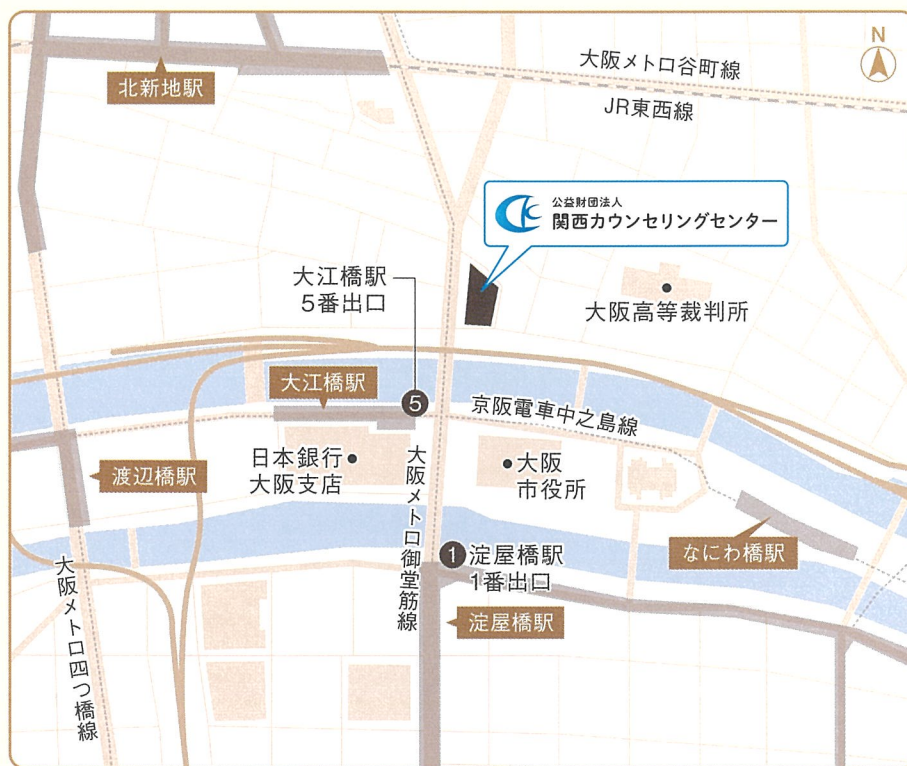 N
大阪メトロ谷町線
JR東西線
北新地駅
公益財団法人
関西カウンセリングセンター
大江橋駅
5番出口
大阪高等裁判所
大江橋駅
5
京阪電車中之島線
日本銀行
大阪支店
大阪
市役所
渡辺橋駅
大阪メトロ御堂筋線
なにわ橋駅
1
淀屋橋駅
1番出口
淀屋橋駅
大阪メトロ四つ橋線